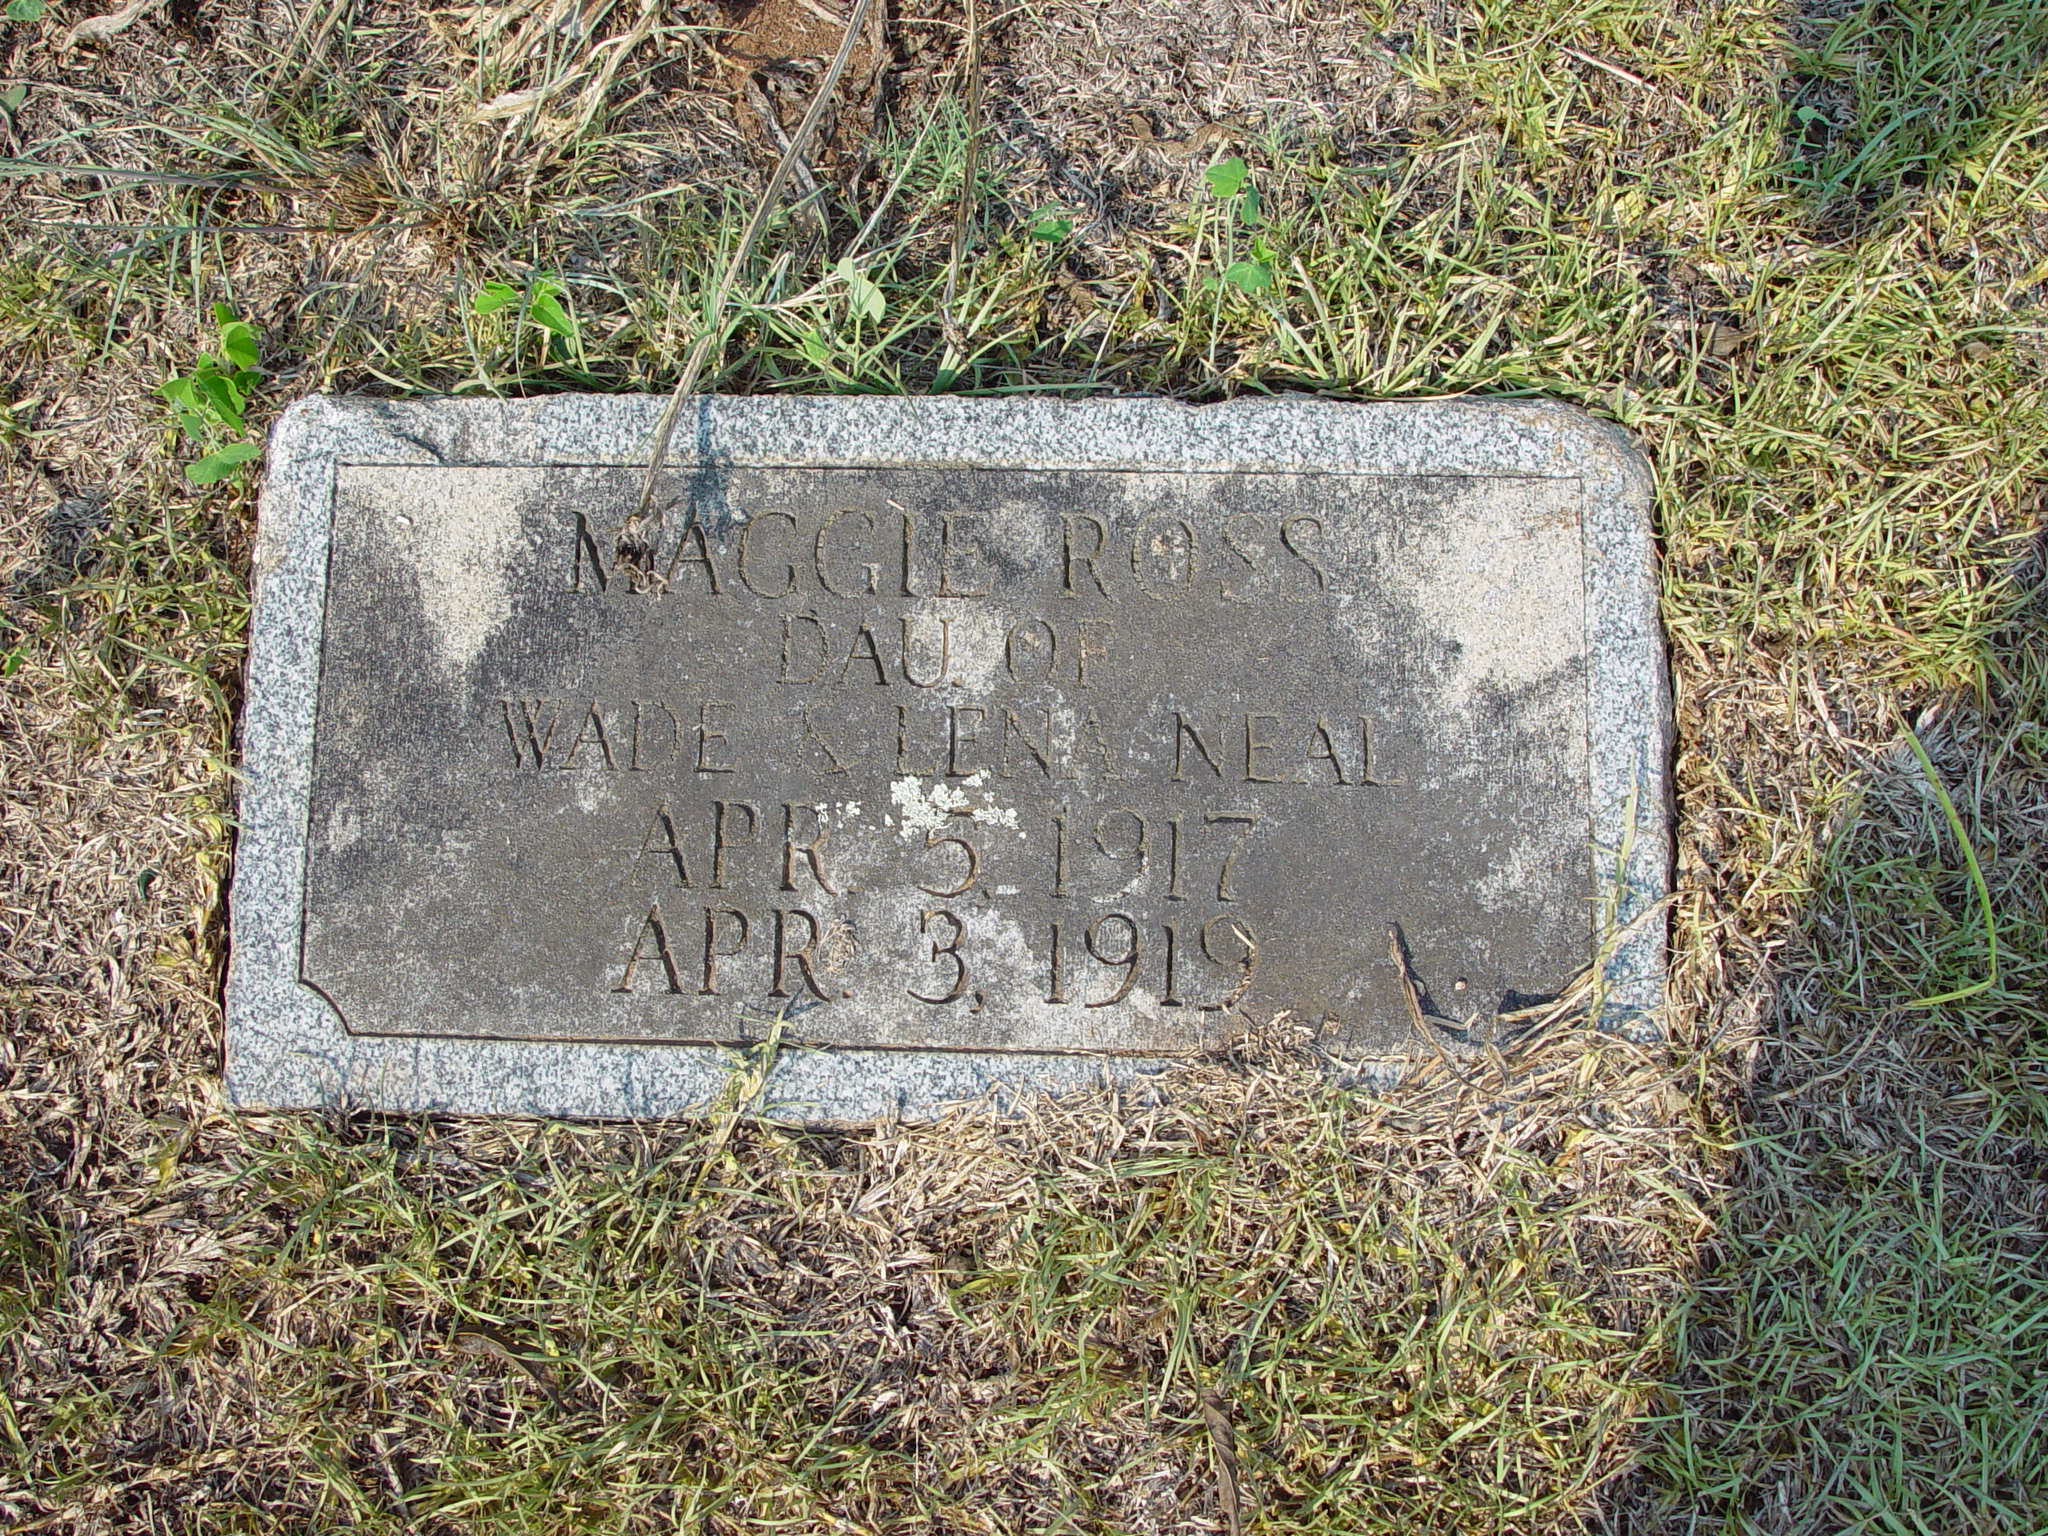 MAGGIE ROSS
DAU. OF
WADE & LENA NEAL
APR. 5, 1917
APR. 3, 1919